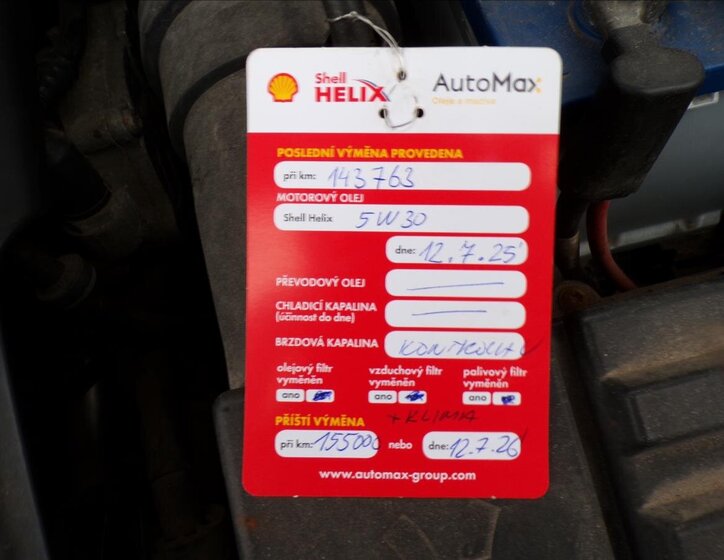 Shell HELIX AutoMax
Oleje a maziva
POSLEDNÍ VÝMĚNA PROVEDENA
při km: 143763
MOTOROVÝ OLEJ
Shell Helix 5W30
dne: 12.7.25
PŘEVODOVÝ OLEJ
CHLADICÍ KAPALINA
(účinnost do dne)
BRZDOVÁ KAPALINA KONTROLA
olejový filtr vyměněn vzduchový filtr vyměněn palivový filtr vyměněn
ano ano ano
+ KLIMA
PŘÍŠTÍ VÝMĚNA
při km: 155000 nebo dne: 12.7.26
www.automax-group.com